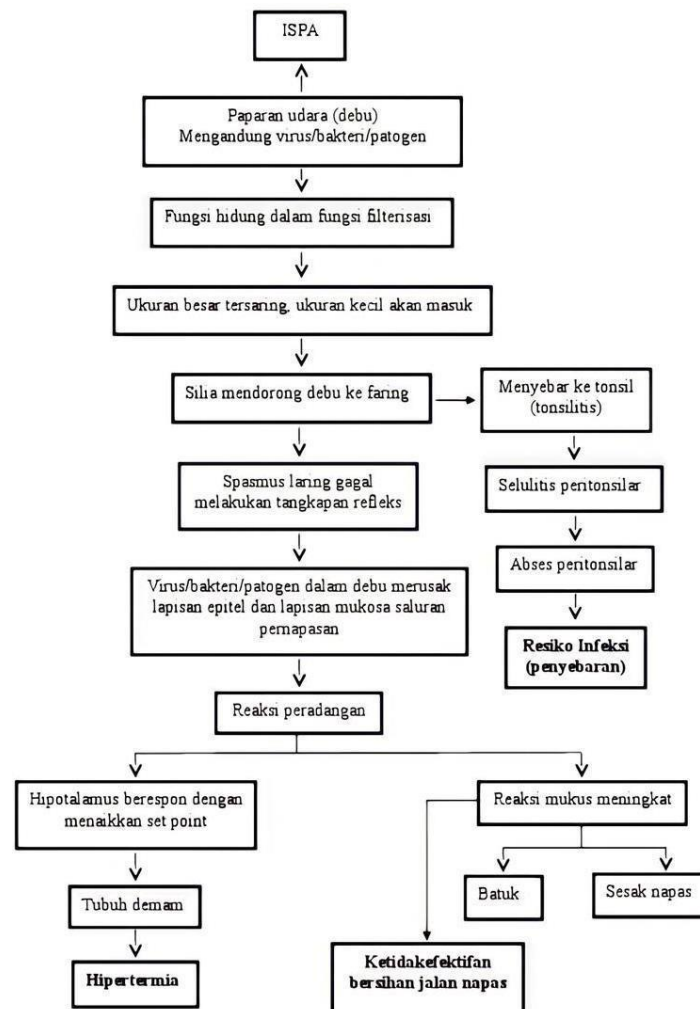 ISPA
Paparan udara (debu)
Mengandung virus/bakteri/patogen
Fungsi hidung dalam fungsi filterisasi
Ukuran besar tersaring, ukuran kecil akan masuk
Silia mendorong debu ke faring
Menyebar ke tonsil
(tonsilitis)
Spasmus laring gagal
melakukan tangkapan refleks
Selulitis peritonsilar
Virus/bakteri/patogen dalam debu merusak
lapisan epitel dan lapisan mukosa saluran
pernapasan
Abses peritonsilar
Resiko Infeksi
(penyebaran)
Reaksi peradangan
Hipotalamus berespon dengan
menaikkan set point
Reaksi mukus meningkat
Tubuh demam
Batuk
Sesak napas
Hipertermia
Ketidakefektifan
bersihan jalan napas